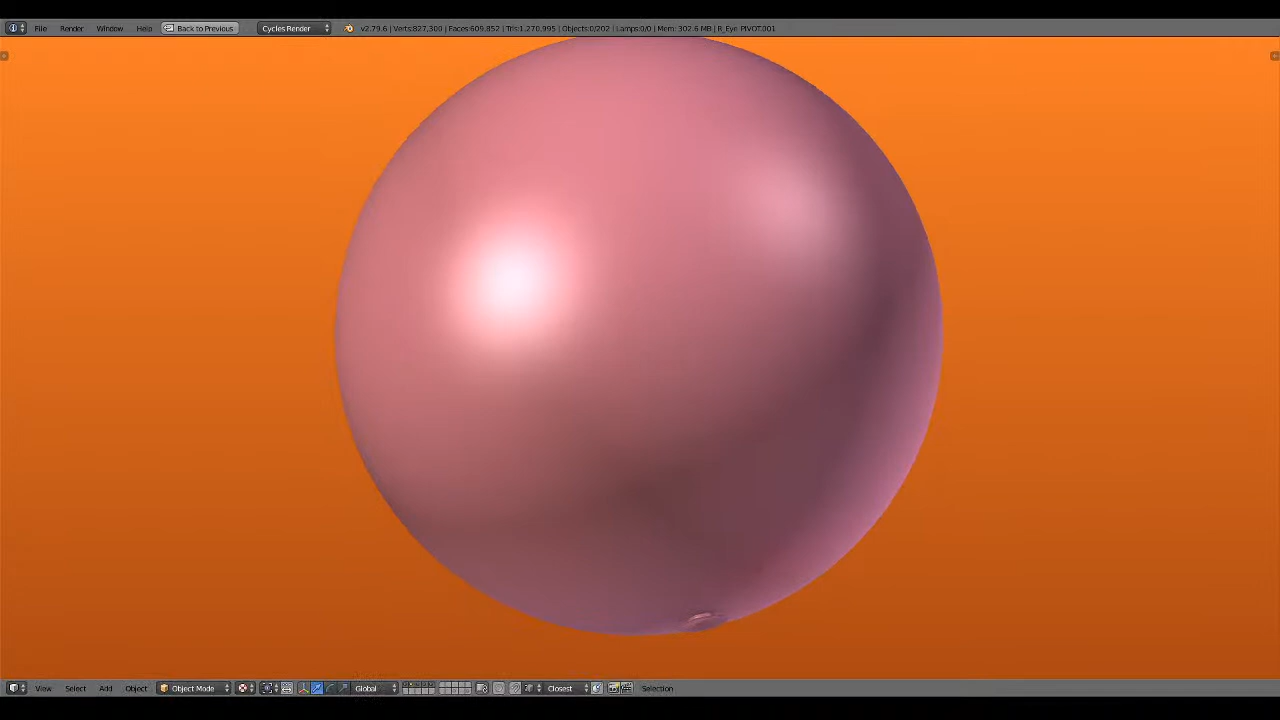 File Render Window Help Back to Previous Cycles Render v2.79.6 | Verts:827,300 | Faces:609,852 | Tris:1,270,995 | Objects:0/202 | Lamps:0/0 | Mem: 302.6 MB | R_Eye PIVOT.001
View Select Add Object Object Mode Global Closest Selection